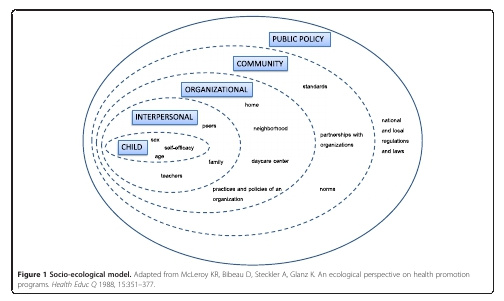 PUBLIC POLICY
COMMUNITY
standards
ORGANIZATIONAL
home
INTERPERSONAL
peers
neighborhood
national
and local
regulations
and laws
partnerships with
organizations
sex
CHILD
self-efficacy
age
family
daycare center
teachers
practices and policies of an
organization
norms
Figure 1 Socio-ecological model. Adapted from McLeroy KR, Bibeau D, Steckler A, Glanz K. An ecological perspective on health promotion
programs. Health Educ Q 1988, 15:351–377.